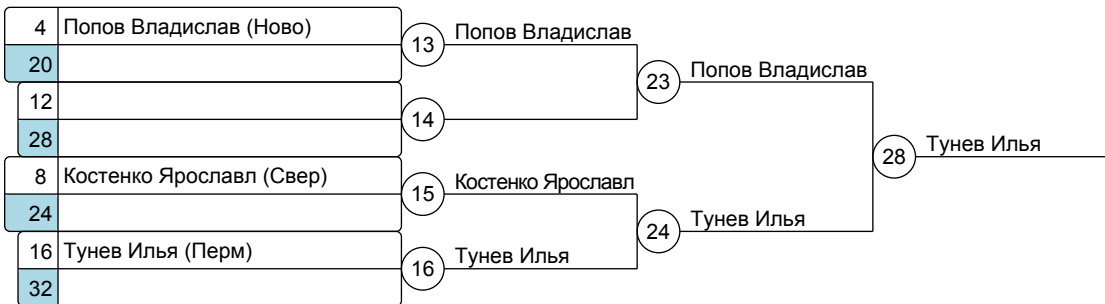 4 Попов Владислав (Ново)
20
12
28
8 Костенко Ярославл (Свер)
24
16 Тунев Илья (Перм)
32
13 Попов Владислав
14
15 Костенко Ярославл
16 Тунев Илья
23 Попов Владислав
24 Тунев Илья
28 Тунев Илья